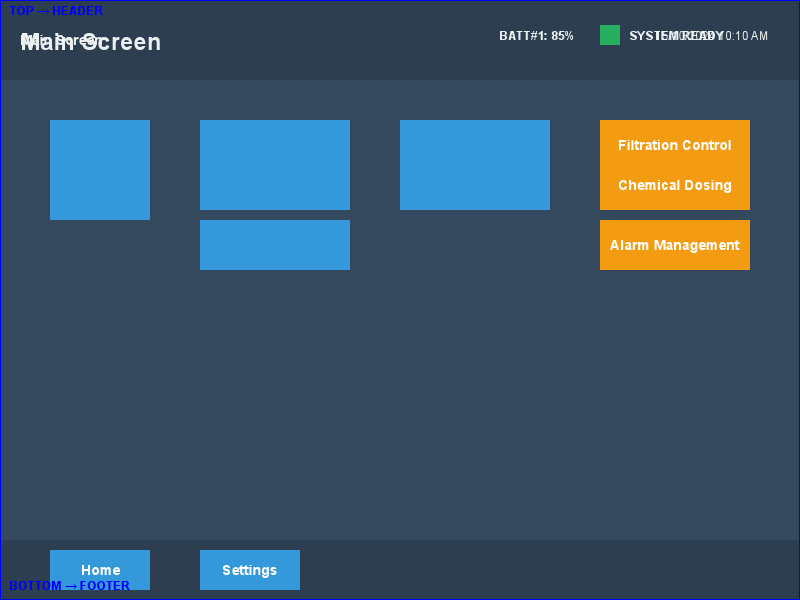 TOP → HEADER
Main Screen
Main Screen
BATT#1: 85%
SYSTEM READY
10:10 AM
Filtration Control
Chemical Dosing
Alarm Management
Home
Settings
BOTTOM → FOOTER